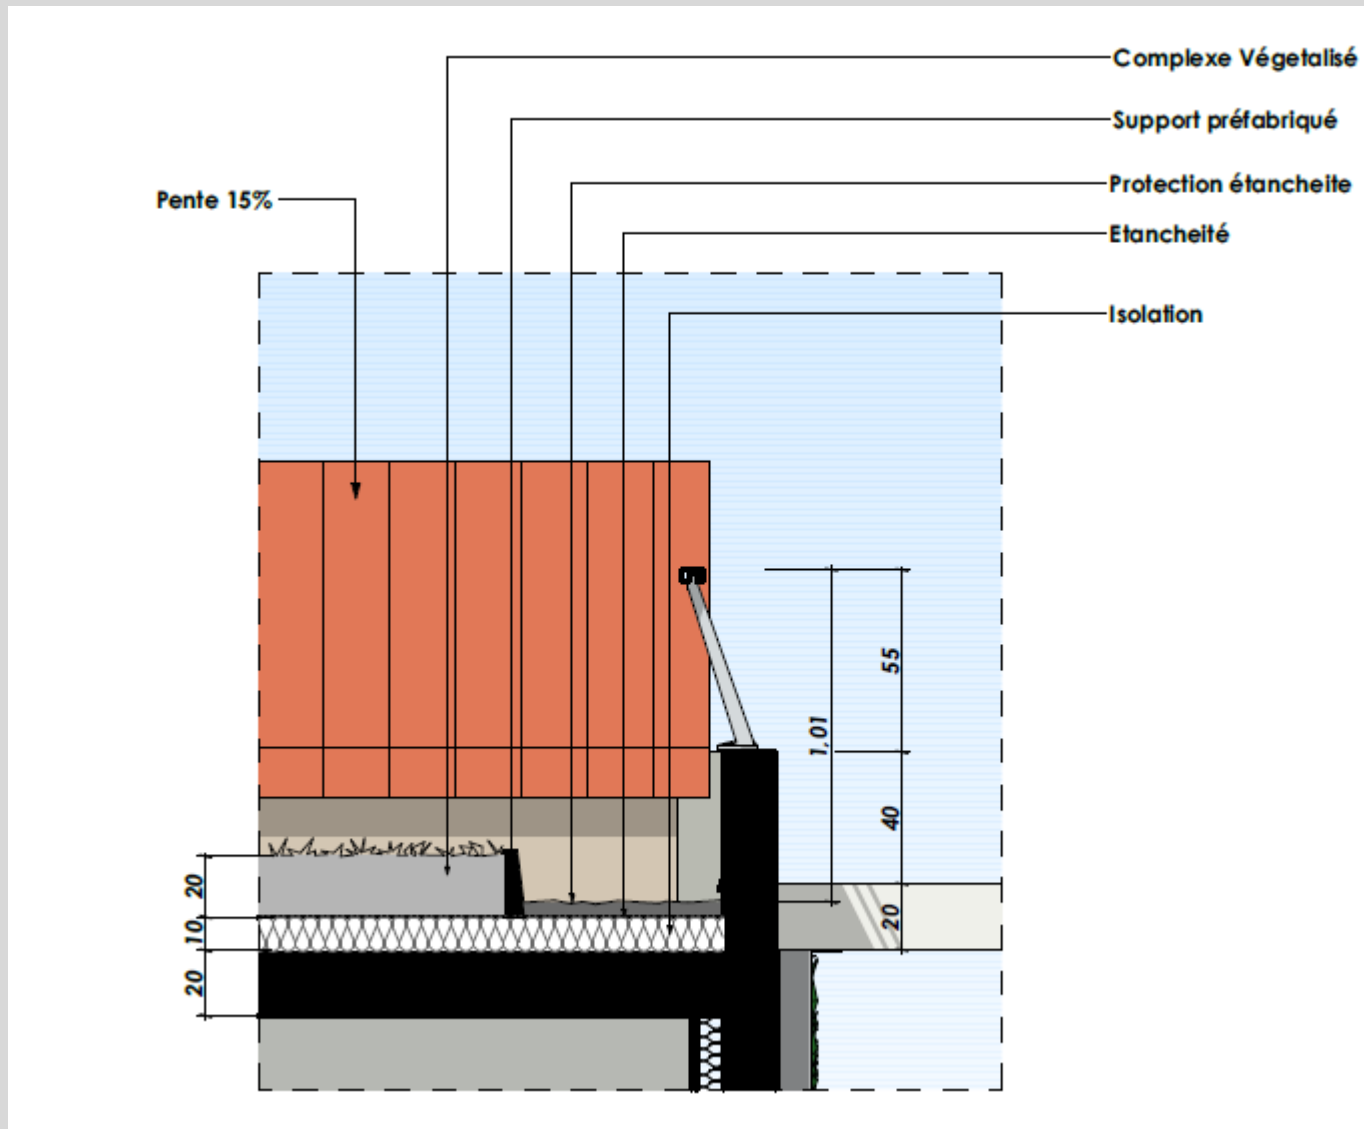 Complexe Végetalisé
Support préfabriqué
Protection étancheite
Pente 15%
Etancheité
Isolation
55
1,01
40
20
20
10
20